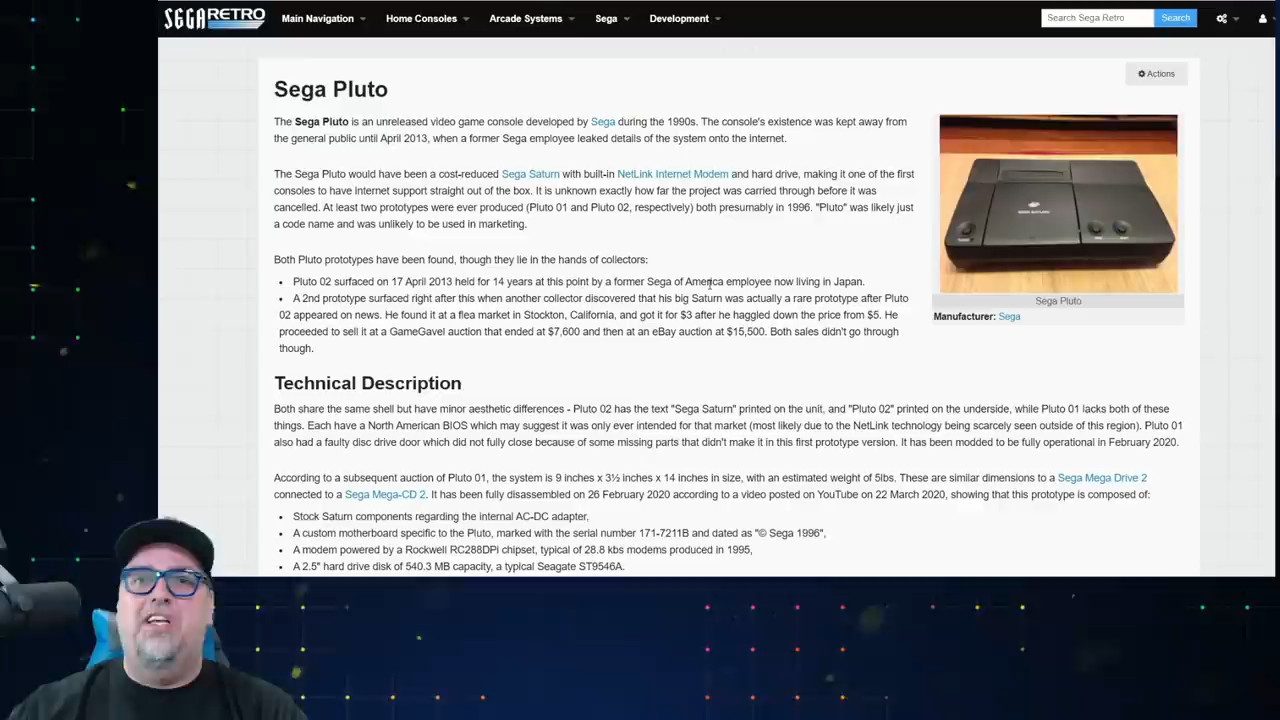 SEGARETRO
Main Navigation
Home Consoles
Arcade Systems
Sega
Development
Search Sega Retro
Search
Actions
Sega Pluto
The Sega Pluto is an unreleased video game console developed by Sega during the 1990s. The console's existence was kept away from
the general public until April 2013, when a former Sega employee leaked details of the system onto the internet.
The Sega Pluto would have been a cost-reduced Sega Saturn with built-in NetLink Internet Modem and hard drive, making it one of the first
consoles to have internet support straight out of the box. It is unknown exactly how far the project was carried through before it was
cancelled. At least two prototypes were ever produced (Pluto 01 and Pluto 02, respectively) both presumably in 1996. "Pluto" was likely just
a code name and was unlikely to be used in marketing.
Both Pluto prototypes have been found, though they lie in the hands of collectors:
• Pluto 02 surfaced on 17 April 2013 held for 14 years at this point by a former Sega of America employee now living in Japan.
• A 2nd prototype surfaced right after this when another collector discovered that his big Saturn was actually a rare prototype after Pluto
02 appeared on news. He found it at a flea market in Stockton, California, and got it for $3 after he haggled down the price from $5. He
proceeded to sell it at a GameGavel auction that ended at $7,600 and then at an eBay auction at $15,500. Both sales didn't go through
though.
SEGA SATURN
Sega Pluto
Manufacturer: Sega
Technical Description
Both share the same shell but have minor aesthetic differences - Pluto 02 has the text "Sega Saturn" printed on the unit, and "Pluto 02" printed on the underside, while Pluto 01 lacks both of these
things. Each have a North American BIOS which may suggest it was only ever intended for that market (most likely due to the NetLink technology being scarcely seen outside of this region). Pluto 01
also had a faulty disc drive door which did not fully close because of some missing parts that didn't make it in this first prototype version. It has been modded to be fully operational in February 2020.
According to a subsequent auction of Pluto 01, the system is 9 inches x 3½ inches x 14 inches in size, with an estimated weight of 5lbs. These are similar dimensions to a Sega Mega Drive 2
connected to a Sega Mega-CD 2. It has been fully disassembled on 26 February 2020 according to a video posted on YouTube on 22 March 2020, showing that this prototype is composed of:
• Stock Saturn components regarding the internal AC-DC adapter,
• A custom motherboard specific to the Pluto, marked with the serial number 171-7211B and dated as "© Sega 1996",
• A modem powered by a Rockwell RC288DPi chipset, typical of 28.8 kbs modems produced in 1995,
• A 2.5" hard drive disk of 540.3 MB capacity, a typical Seagate ST9546A.